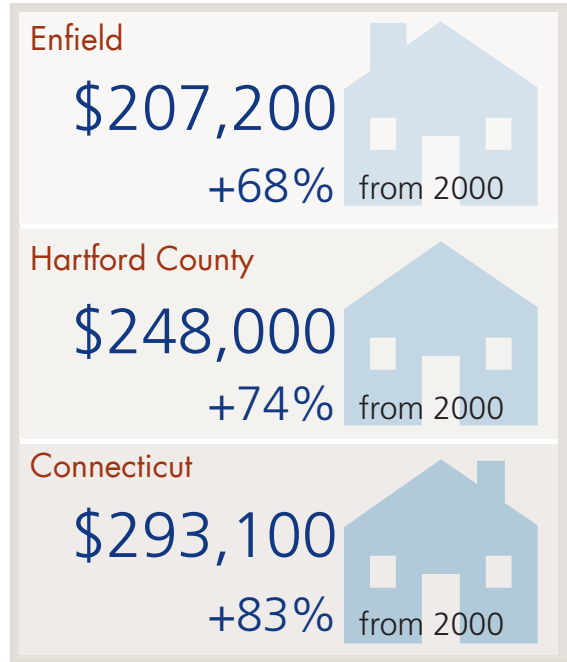 Enfield
$207,200
+68% from 2000
Hartford County
$248,000
+74% from 2000
Connecticut
$293,100
+83% from 2000